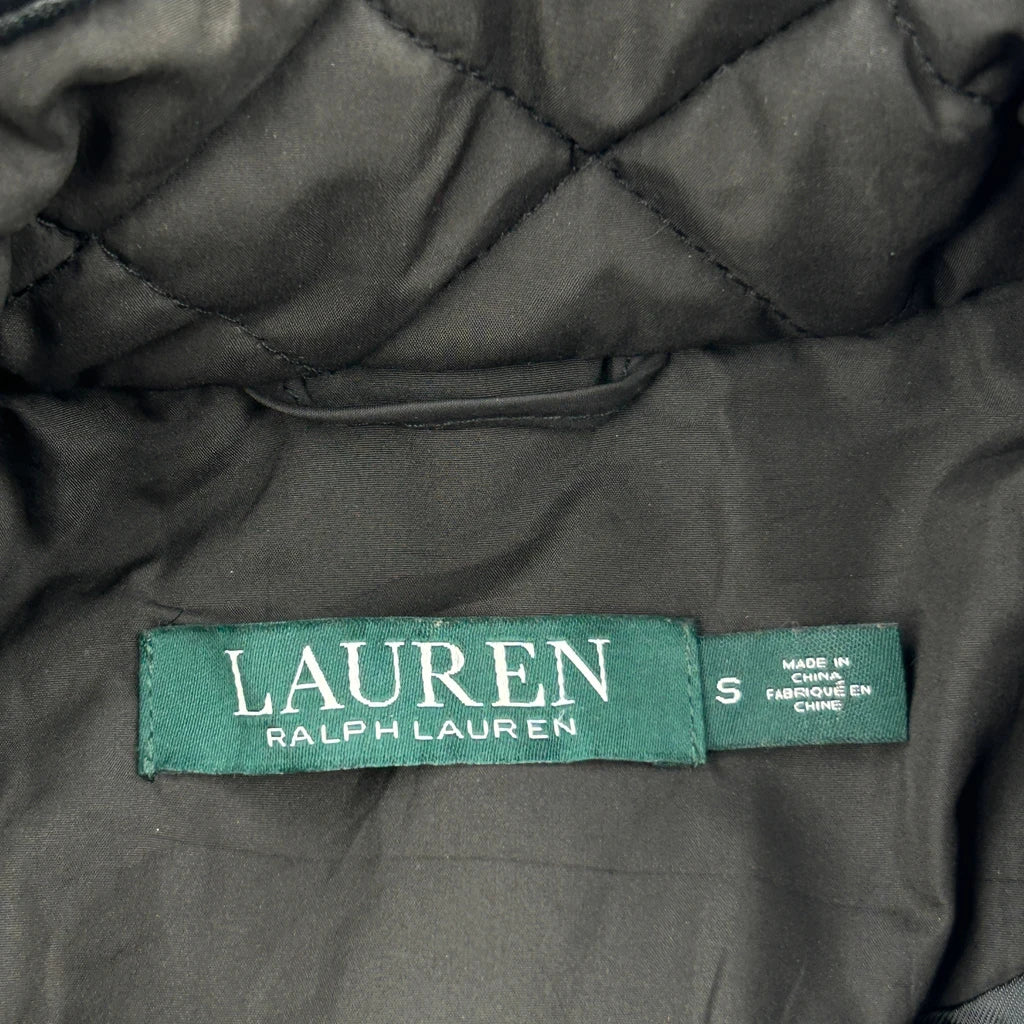 LAUREN
RALPH LAUREN
S
MADE IN
CHINA
FABRIQUÉ EN
CHINE